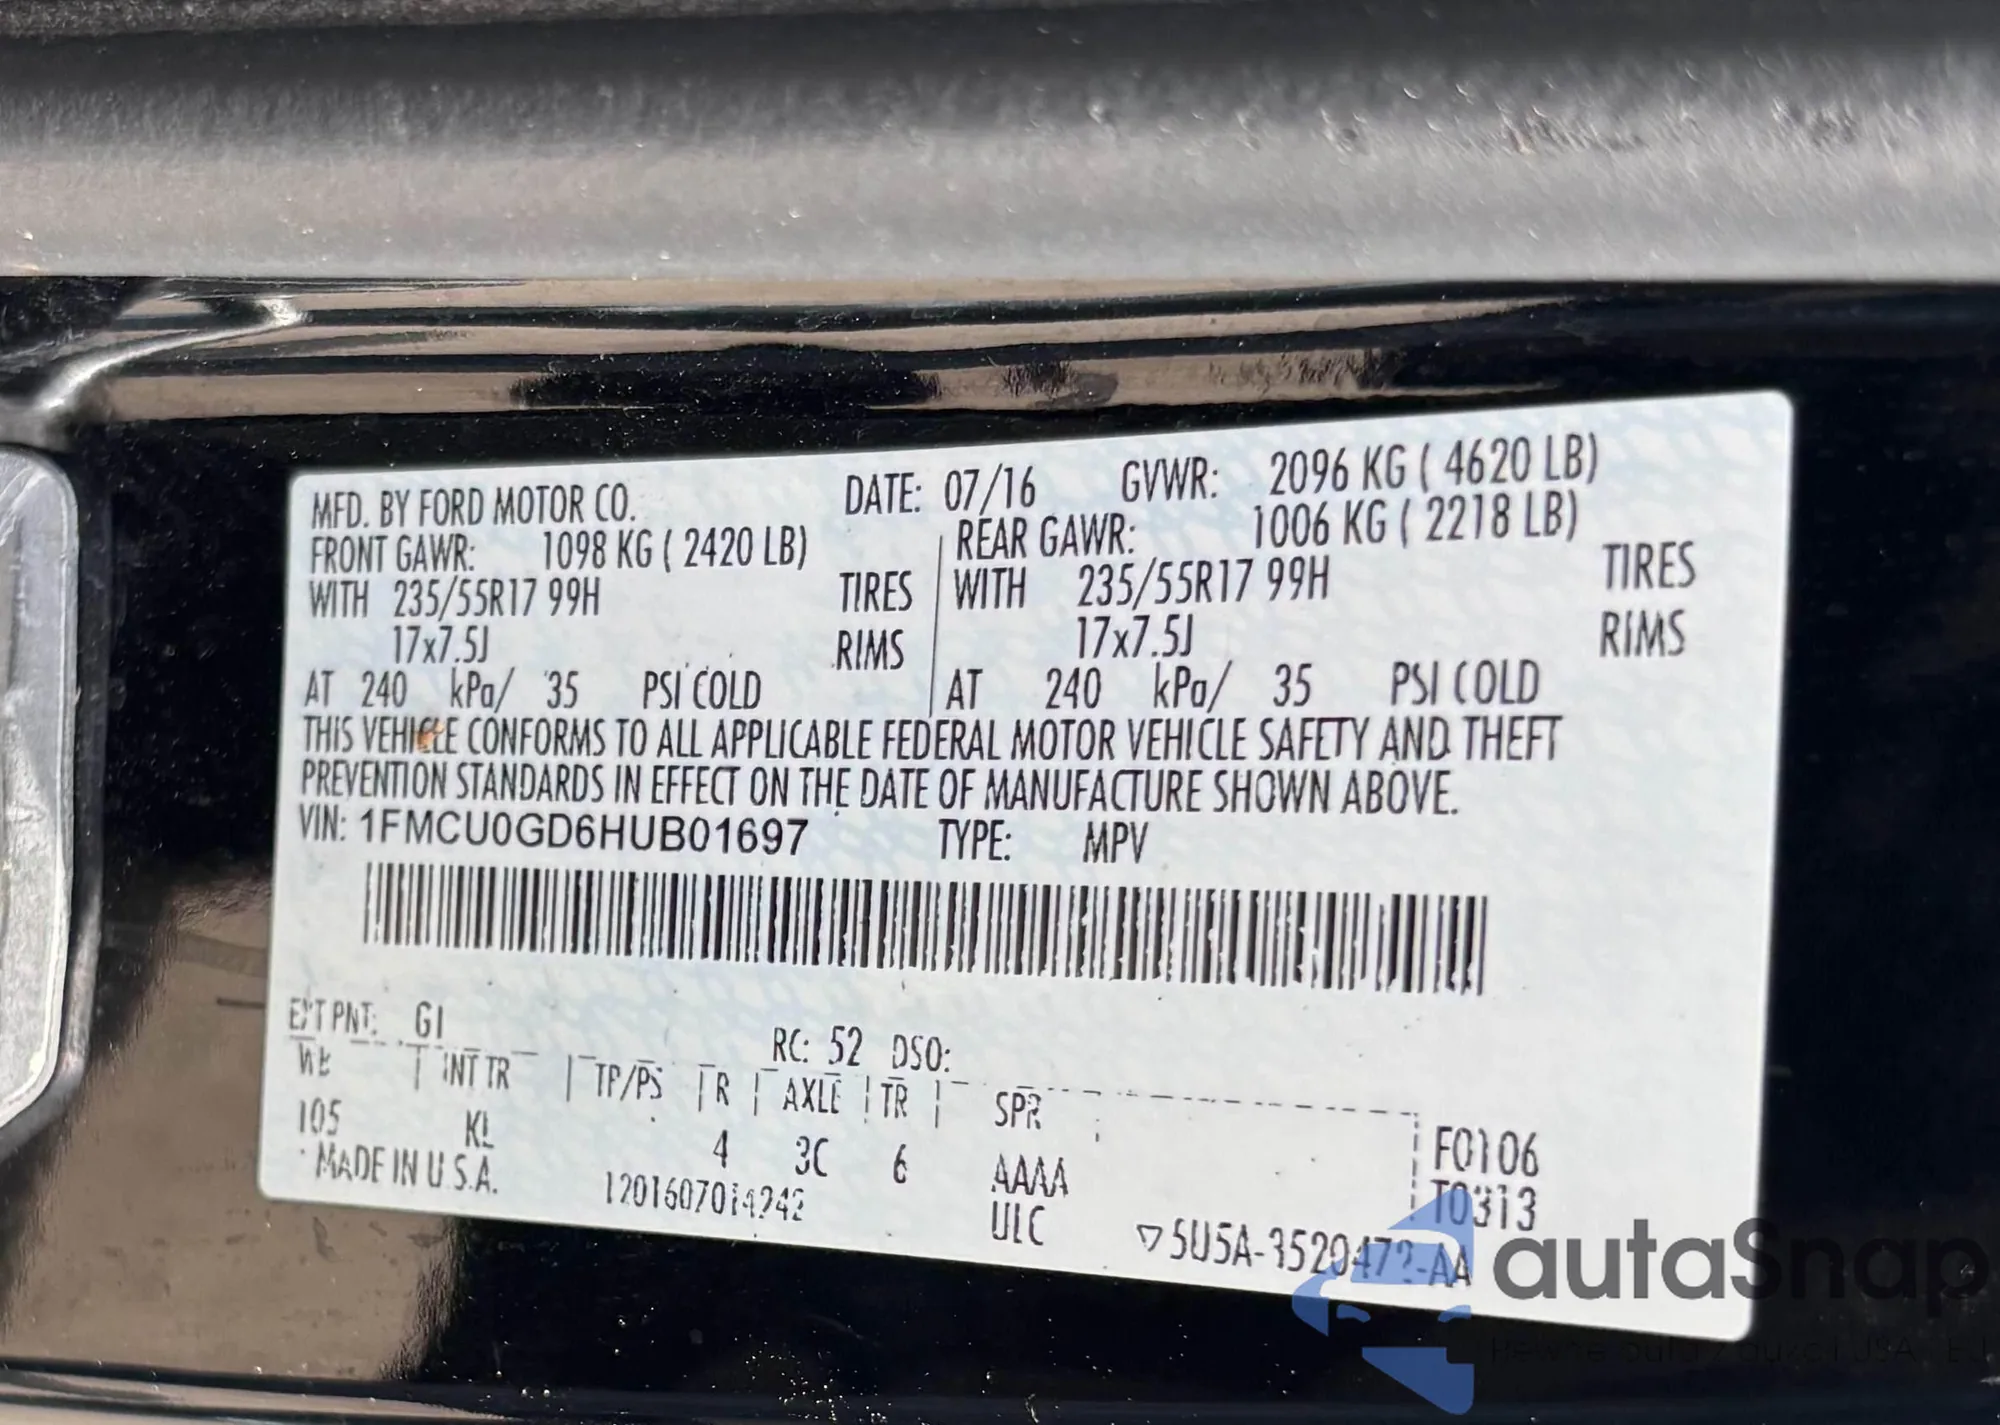 MFD. BY FORD MOTOR CO. DATE: 07/16 GVWR: 2096 KG ( 4620 LB)
FRONT GAWR: 1098 KG ( 2420 LB) REAR GAWR: 1006 KG ( 2218 LB)
WITH 235/55R17 99H TIRES WITH 235/55R17 99H TIRES
17x7.5J RIMS 17x7.5J RIMS
AT 240 kPa/ 35 PSI COLD AT 240 kPa/ 35 PSI COLD
THIS VEHICLE CONFORMS TO ALL APPLICABLE FEDERAL MOTOR VEHICLE SAFETY AND THEFT
PREVENTION STANDARDS IN EFFECT ON THE DATE OF MANUFACTURE SHOWN ABOVE.
VIN: 1FMCU0GD6HUB01697 TYPE: MPV
EXT PNT: G1 RC: 52 DSO:
WB INT TR TP/PS R AXLE TR SPR
105 KL 4 3C 6 AAAA F0106
MADE IN U.S.A. ULC T0313
▽5U5A-3520472-AA
autaSnap